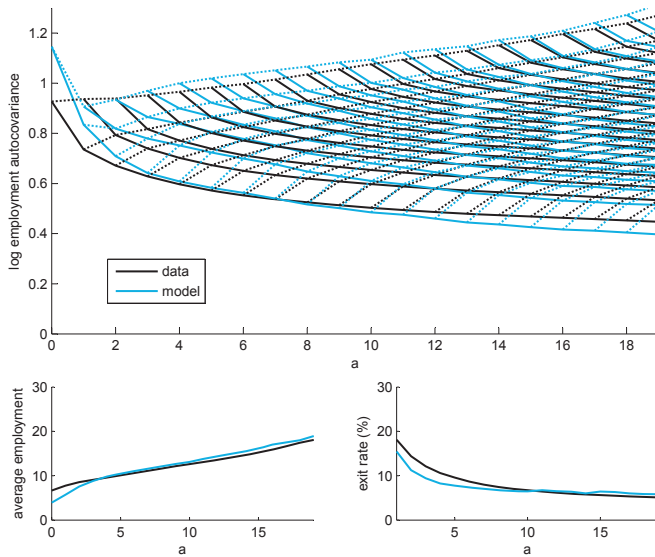 1.2
1
0.8
0.6
0.4
0.2
0
log employment autocovariance
data
model
0 2 4 6 8 10 12 14 16 18
a
30
20
10
0
average employment
0 5 10 15
a
30
20
10
0
exit rate (%)
5 10 15
a